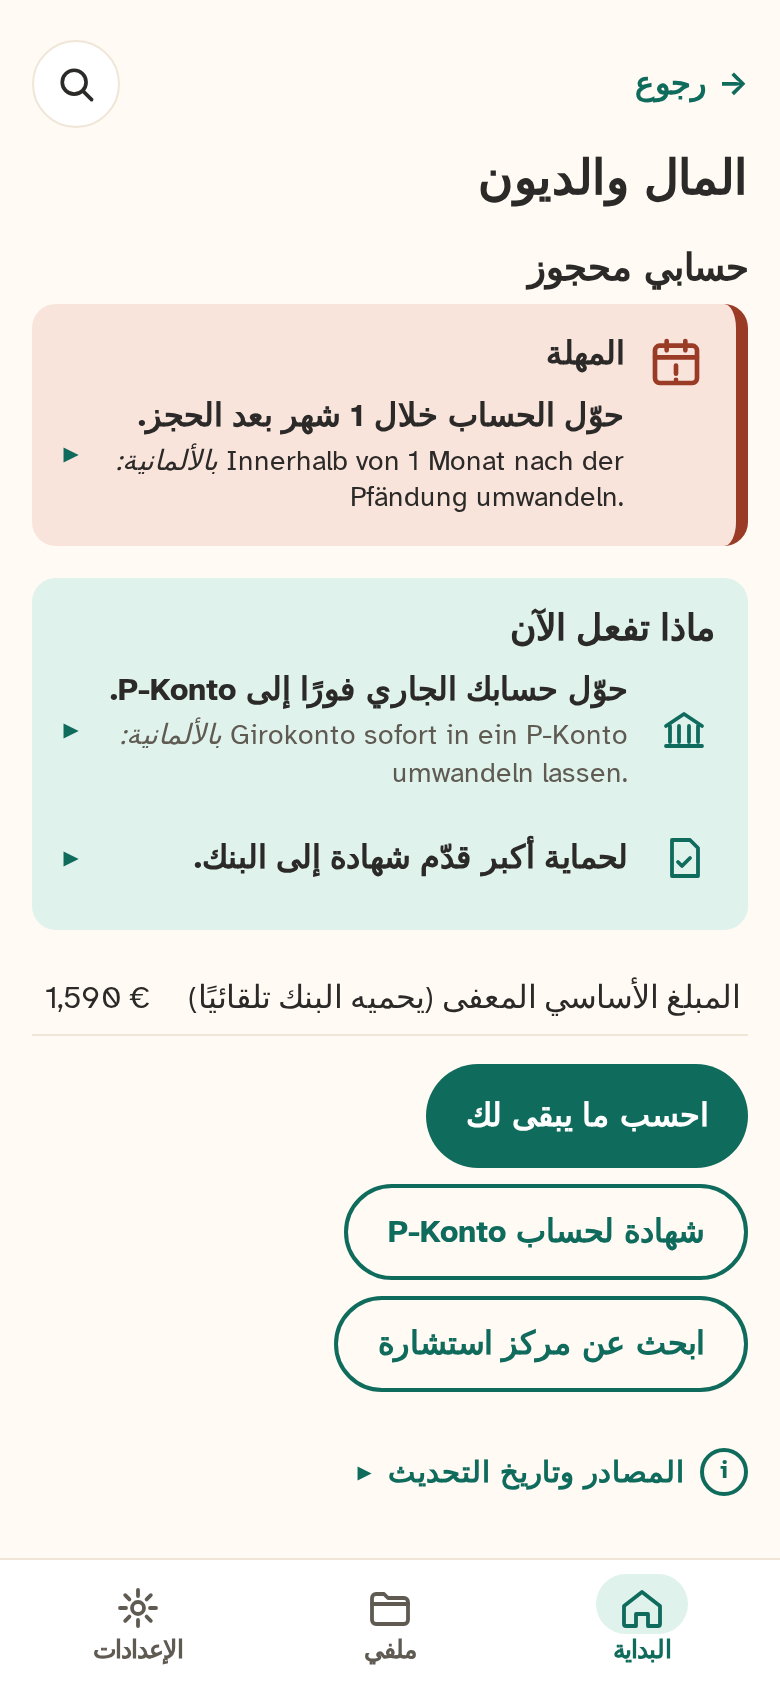 رجوع
المال والديون
حسابي محجوز
المهلة
حوّل الحساب خلال 1 شهر بعد الحجز.
بالألمانية: Innerhalb von 1 Monat nach der
Pfändung umwandeln.
ماذا تفعل الآن
حوّل حسابك الجاري فورًا إلى P-Konto.
بالألمانية: Girokonto sofort in ein P-Konto
umwandeln lassen.
لحماية أكبر قدّم شهادة إلى البنك.
المبلغ الأساسي المعفى (يحميه البنك تلقائيًا) 1,590 €
احسب ما يبقى لك
شهادة لحساب P-Konto
ابحث عن مركز استشارة
المصادر وتاريخ التحديث
البداية
ملفي
الإعدادات